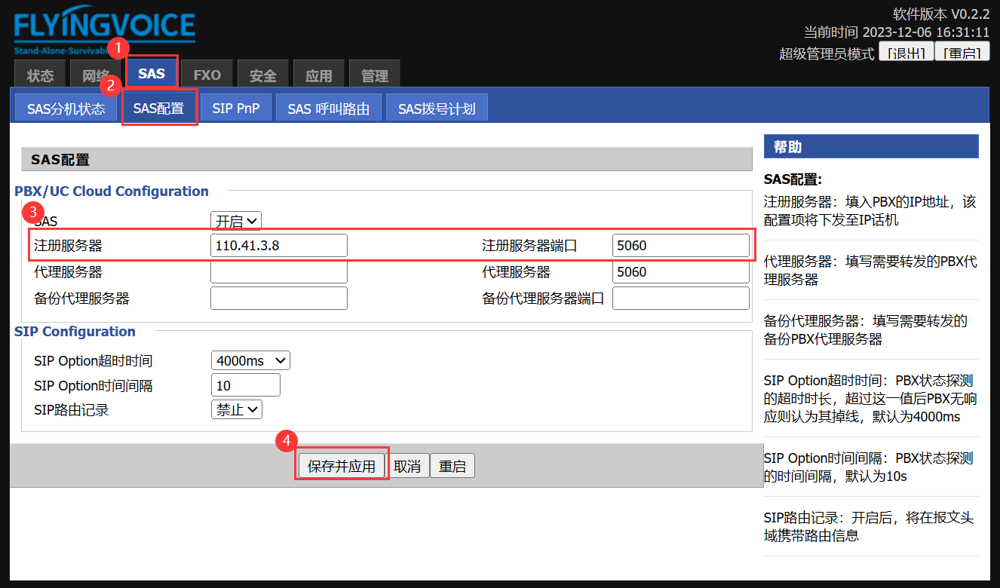 FLYINGVOICE
软件版本 V0.2.2
当前时间 2023-12-06 16:31:11
Stand-Alone-Survivabi
1
超级管理员模式 [退出] [重启]
状态 网络 SAS FXO 安全 应用 管理
2
SAS分机状态 SAS配置 SIP PnP SAS 呼叫路由 SAS拨号计划
SAS配置
PBX/UC Cloud Configuration
3
SAS 开启
注册服务器 110.41.3.8 注册服务器端口 5060
代理服务器 代理服务器 5060
备份代理服务器 备份代理服务器端口
SIP Configuration
SIP Option超时时间 4000ms
SIP Option时间间隔 10
SIP路由记录 禁止
4
保存并应用 取消 重启
帮助
SAS配置:
注册服务器：填入PBX的IP地址，该
配置项将下发至IP话机
代理服务器：填写需要转发的PBX代
理服务器
备份代理服务器：填写需要转发的
备份PBX代理服务器
SIP Option超时时间：PBX状态探测
的超时时长，超过这一值后PBX无响
应则认为其掉线，默认为4000ms
SIP Option时间间隔：PBX状态探测
的时间间隔，默认为10s
SIP路由记录：开启后，将在报文头
域携带路由信息